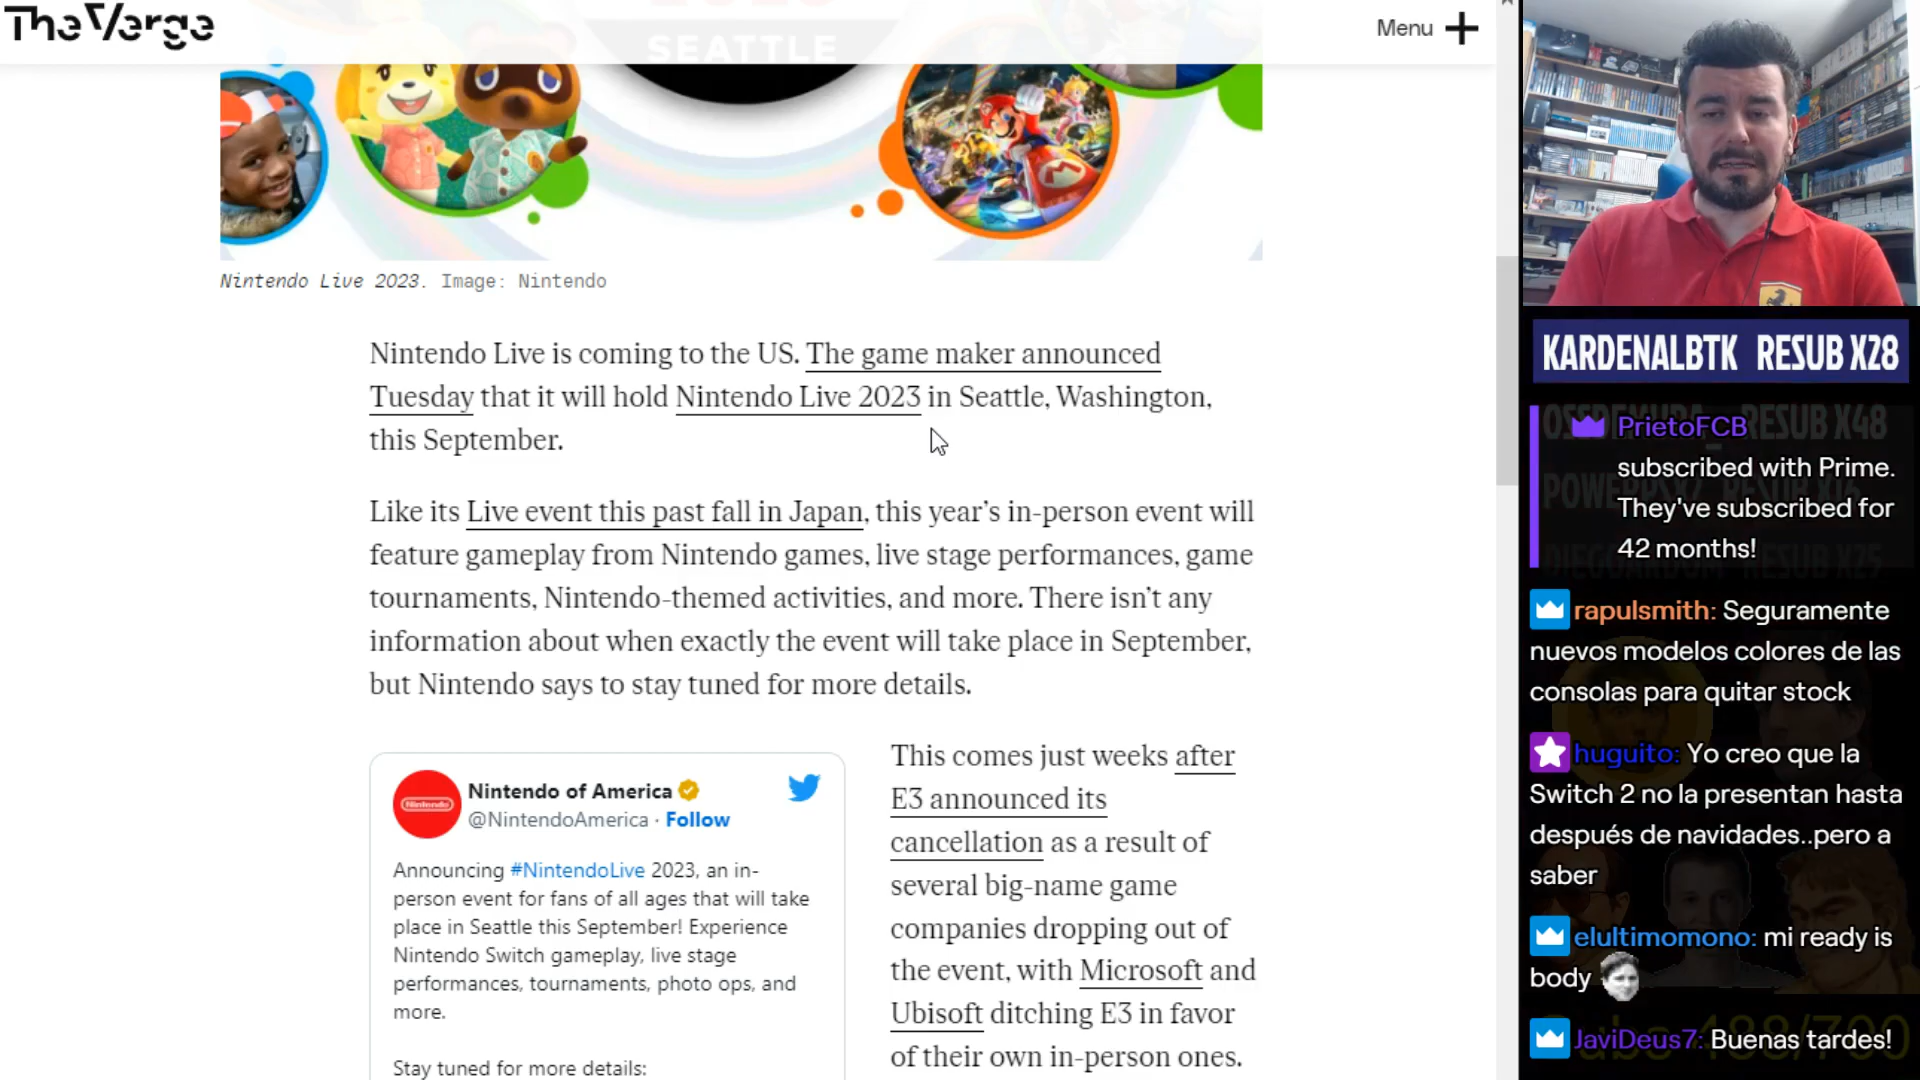 The Verge
Menu
SEATTLE
Nintendo Live 2023. Image: Nintendo
Nintendo Live is coming to the US. The game maker announced
Tuesday that it will hold Nintendo Live 2023 in Seattle, Washington,
this September.
Like its Live event this past fall in Japan, this year’s in-person event will
feature gameplay from Nintendo games, live stage performances, game
tournaments, Nintendo-themed activities, and more. There isn’t any
information about when exactly the event will take place in September,
but Nintendo says to stay tuned for more details.
Nintendo
Nintendo of America
@NintendoAmerica · Follow
Announcing #NintendoLive 2023, an in-
person event for fans of all ages that will take
place in Seattle this September! Experience
Nintendo Switch gameplay, live stage
performances, tournaments, photo ops, and
more.
Stay tuned for more details:
This comes just weeks after
E3 announced its
cancellation as a result of
several big-name game
companies dropping out of
the event, with Microsoft and
Ubisoft ditching E3 in favor
of their own in-person ones.
KARDENALBTK RESUB X28
RESUB X48
PrietoFCB
subscribed with Prime.
They've subscribed for
42 months!
rapulsmith: Seguramente
nuevos modelos colores de las
consolas para quitar stock
huguito: Yo creo que la
Switch 2 no la presentan hasta
después de navidades..pero a
saber
elultimomono: mi ready is
body
JaviDeus7: Buenas tardes!